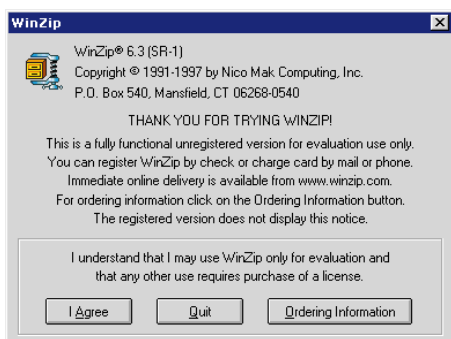 WinZip
WinZip® 6.3 (SR-1)
Copyright © 1991-1997 by Nico Mak Computing, Inc.
P.O. Box 540, Mansfield, CT 06268-0540
THANK YOU FOR TRYING WINZIP!
This is a fully functional unregistered version for evaluation use only.
You can register WinZip by check or charge card by mail or phone.
Immediate online delivery is available from www.winzip.com.
For ordering information click on the Ordering Information button.
The registered version does not display this notice.
I understand that I may use WinZip only for evaluation and
that any other use requires purchase of a license.
I Agree Quit Ordering Information